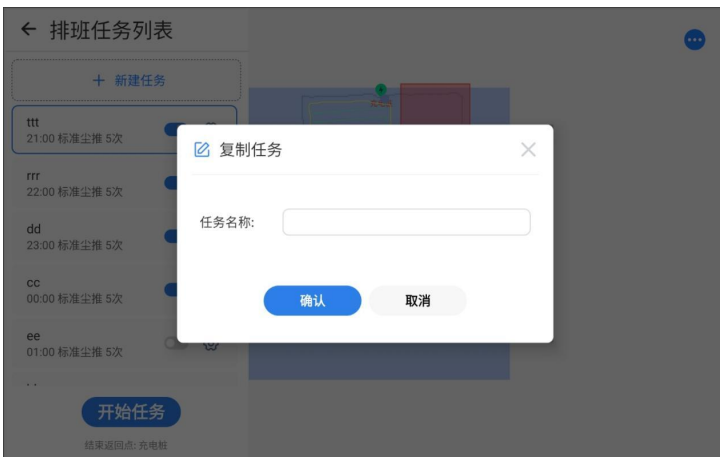 排班任务列表
+ 新建任务
ttt
21:00 标准尘推 5次
rrr
22:00 标准尘推 5次
dd
23:00 标准尘推 5次
cc
00:00 标准尘推 5次
ee
01:00 标准尘推 5次
开始任务
结束返回点: 充电桩
复制任务
任务名称:
确认
取消